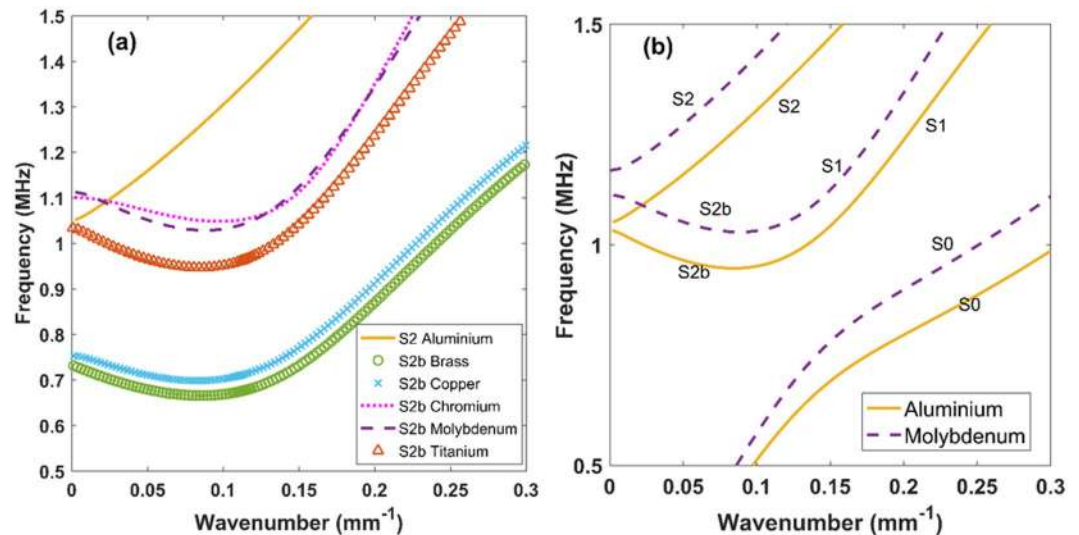 (a)
Frequency (MHz)
1.5
1.4
1.3
1.2
1.1
1
0.9
0.8
0.7
0.6
0.5
S2 Aluminium
S2b Brass
S2b Copper
S2b Chromium
S2b Molybdenum
S2b Titanium
0
0.05
0.1
0.15
0.2
0.25
0.3
Wavenumber (mm⁻¹)
(b)
Frequency (MHz)
1.5
1
0.5
S2
S2
S1
S1
S2b
S2b
S0
S0
Aluminium
Molybdenum
0
0.05
0.1
0.15
0.2
0.25
0.3
Wavenumber (mm⁻¹)